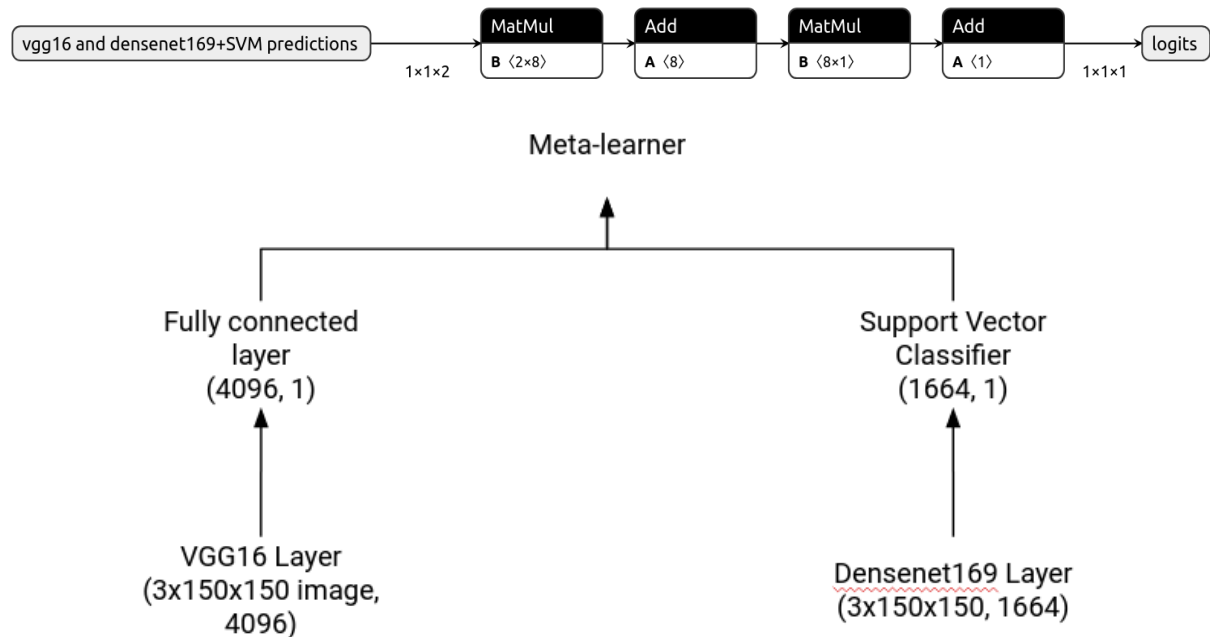 vgg16 and densenet169+SVM predictions
1×1×2
MatMul
B ⟨2×8⟩
Add
A ⟨8⟩
MatMul
B ⟨8×1⟩
Add
A ⟨1⟩
1×1×1
logits
Meta-learner
Fully connected
layer
(4096, 1)
Support Vector
Classifier
(1664, 1)
VGG16 Layer
(3x150x150 image,
4096)
Densenet169 Layer
(3x150x150, 1664)